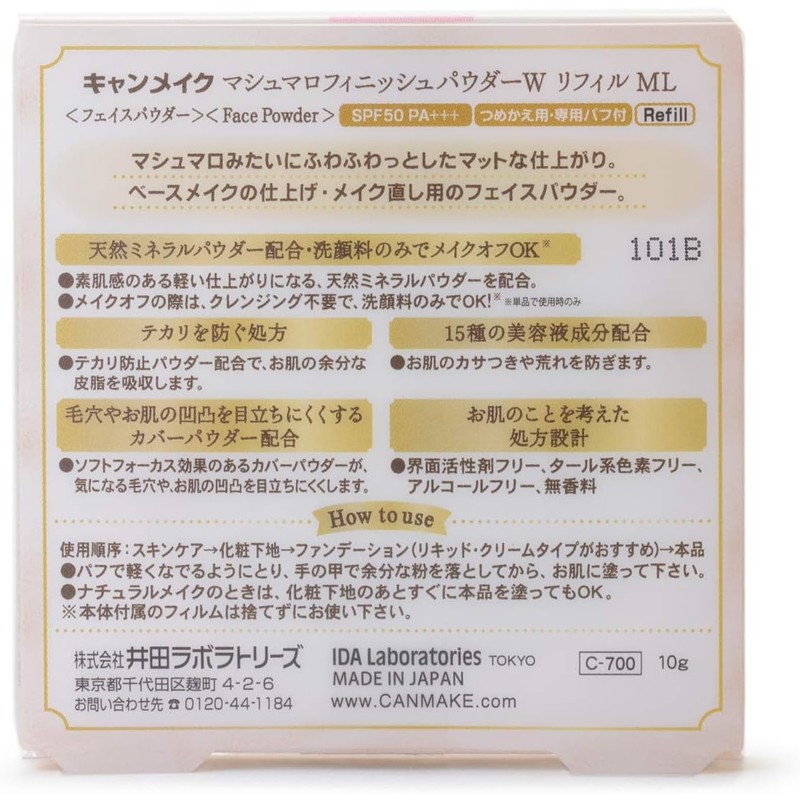 キャンメイク マシュマロフィニッシュパウダーW リフィル ML
<フェイスパウダー><Face Powder> SPF50 PA+++ つめかえ用・専用パフ付 Refill
マシュマロみたいにふわふわっとしたマットな仕上がり。
ベースメイクの仕上げ・メイク直し用のフェイスパウダー。
天然ミネラルパウダー配合・洗顔料のみでメイクオフOK※
101B
●素肌感のある軽い仕上がりになる、天然ミネラルパウダーを配合。
●メイクオフの際は、クレンジング不要で、洗顔料のみでOK!※ ※単品で使用時のみ
テカリを防ぐ処方
●テカリ防止パウダー配合で、お肌の余分な
皮脂を吸収します。
15種の美容液成分配合
●お肌のカサつきや荒れを防ぎます。
毛穴やお肌の凹凸を目立ちにくくする
カバーパウダー配合
●ソフトフォーカス効果のあるカバーパウダーが、
気になる毛穴や、お肌の凹凸を目立ちにくくします。
お肌のことを考えた
処方設計
●界面活性剤フリー、タール系色素フリー、
アルコールフリー、無香料
How to use
使用順序：スキンケア→化粧下地→ファンデーション（リキッド・クリームタイプがおすすめ）→本品
●パフで軽くなでるようにとり、手の甲で余分な粉を落としてから、お肌に塗って下さい。
●ナチュラルメイクのときは、化粧下地のあとすぐに本品を塗ってもOK。
※本体付属のフィルムは捨てずにお使い下さい。
株式会社 井田ラボラトリーズ
東京都千代田区麹町 4-2-6
お問い合わせ先 ☎ 0120-44-1184
IDA Laboratories TOKYO
MADE IN JAPAN
www.CANMAKE.com
C-700 10g